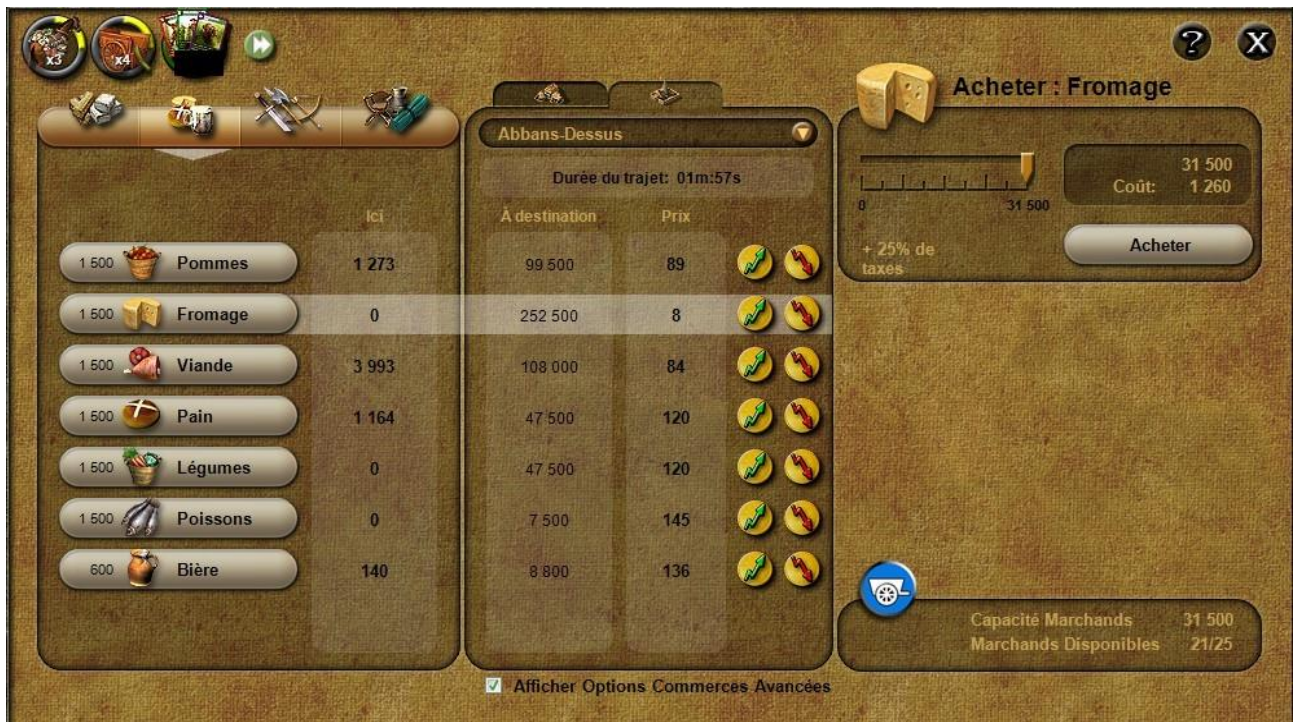 x3 x4
Acheter : Fromage
Abbans-Dessus
Durée du trajet: 01m:57s
31 500
Coût: 1 260
0 31 500
Ici À destination Prix
+ 25% de
taxes
Acheter
1 500 Pommes 1 273 99 500 89
1 500 Fromage 0 252 500 8
1 500 Viande 3 993 108 000 84
1 500 Pain 1 164 47 500 120
1 500 Légumes 0 47 500 120
1 500 Poissons 0 7 500 145
600 Bière 140 8 800 136
Capacité Marchands 31 500
Marchands Disponibles 21/25
Afficher Options Commerces Avancées
? X